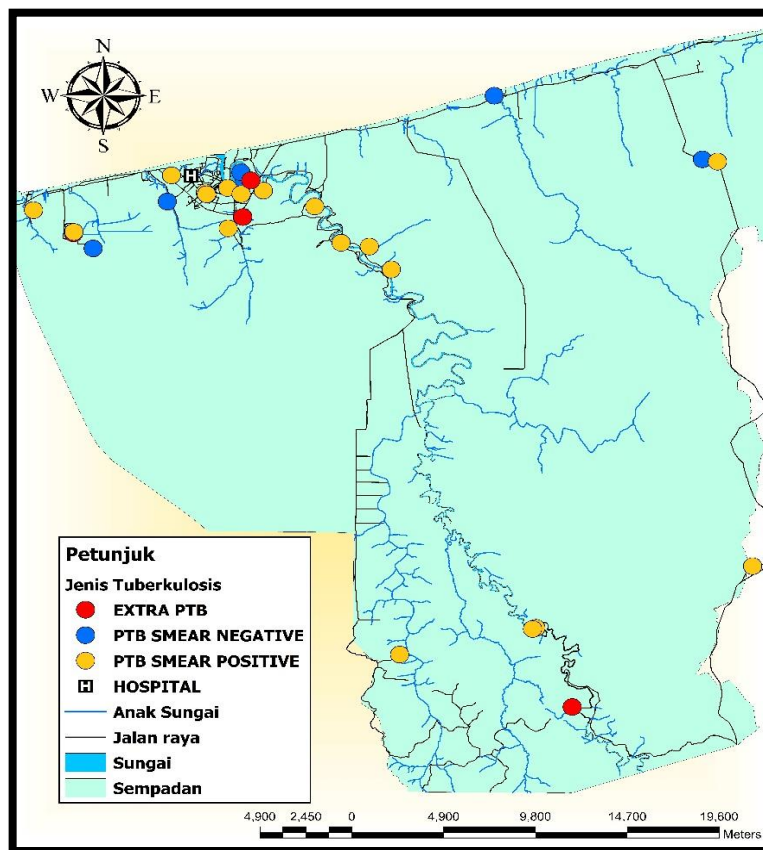 N
W E
S
H
Petunjuk
Jenis Tuberkulosis
EXTRA PTB
PTB SMEAR NEGATIVE
PTB SMEAR POSITIVE
H HOSPITAL
Anak Sungai
Jalan raya
Sungai
Sempadan
4,900 2,450 0 4,900 9,800 14,700 19,600
Meters